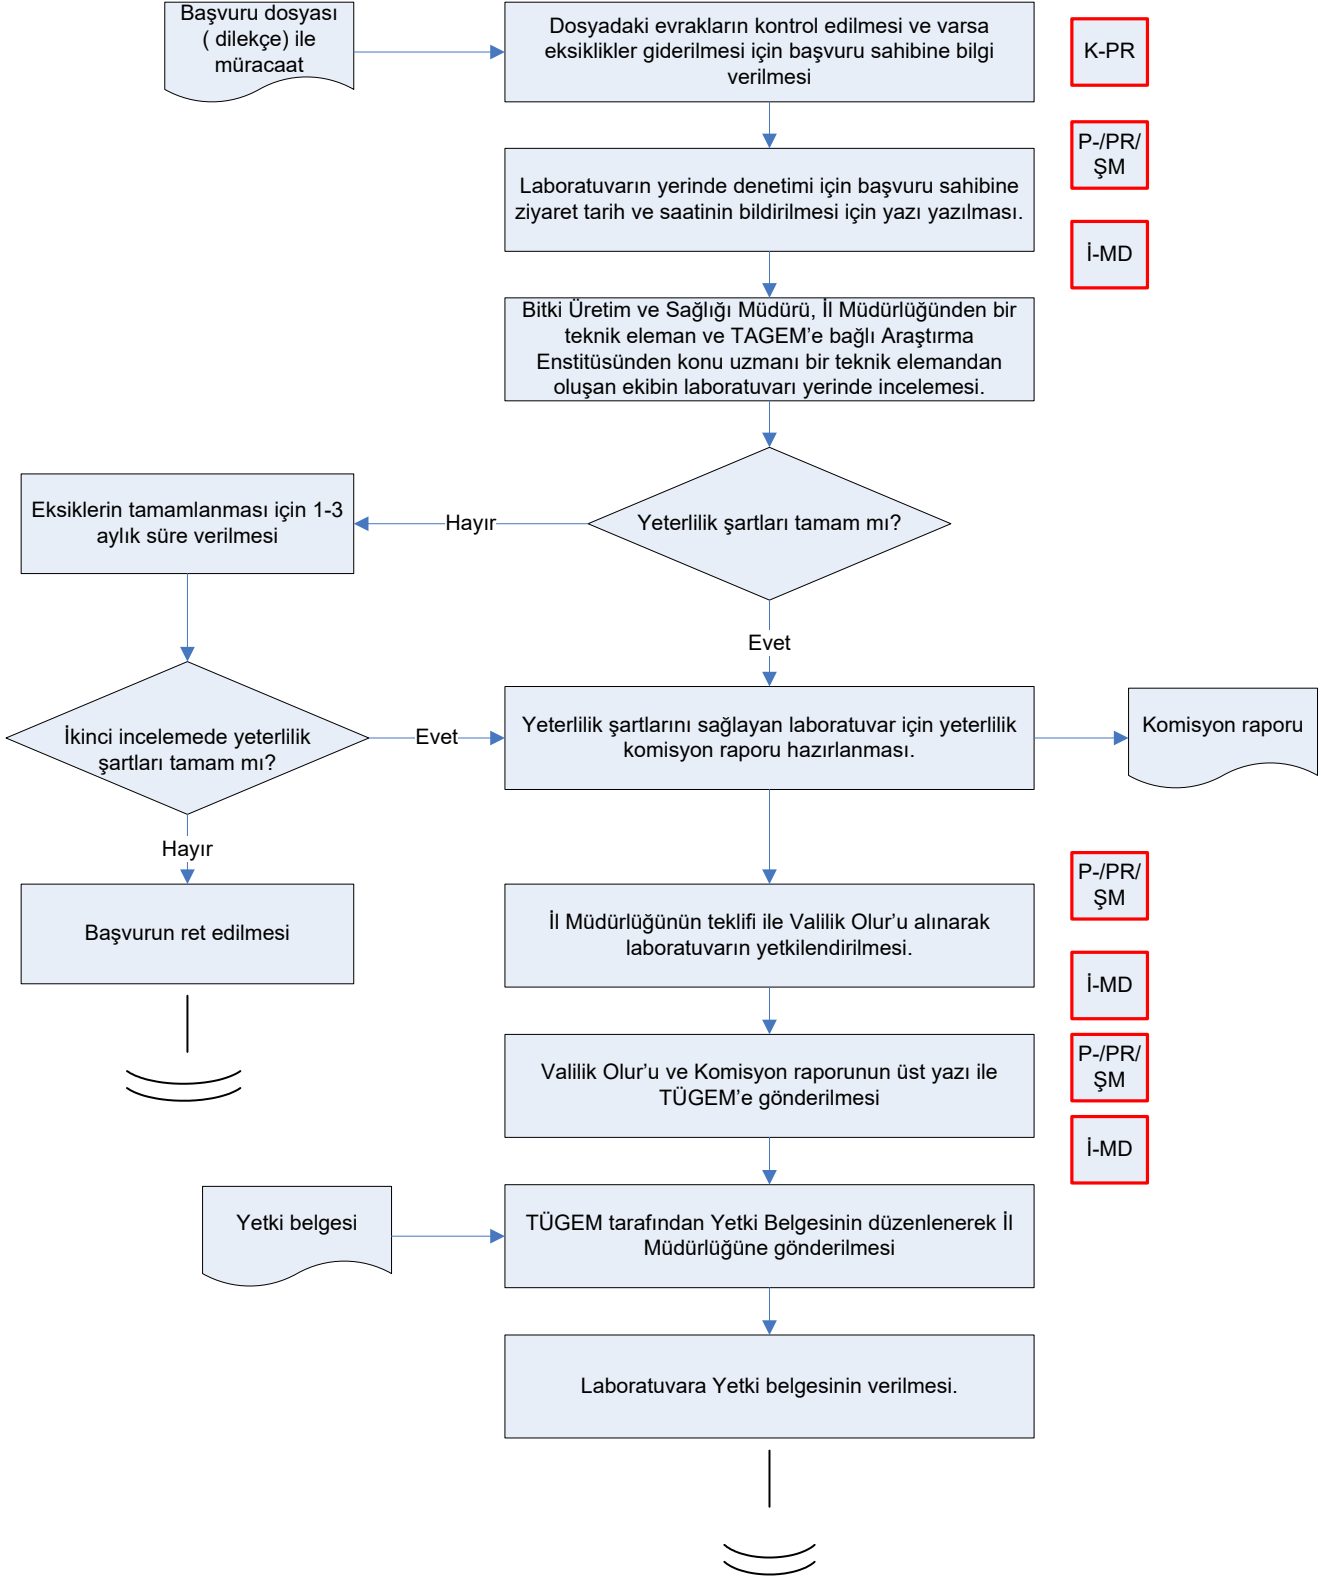 Başvuru dosyası
( dilekçe) ile
müracaat
Dosyadaki evrakların kontrol edilmesi ve varsa
eksiklikler giderilmesi için başvuru sahibine bilgi
verilmesi
K-PR
P-/PR/
ŞM
Laboratuvarın yerinde denetimi için başvuru sahibine
ziyaret tarih ve saatinin bildirilmesi için yazı yazılması.
İ-MD
Bitki Üretim ve Sağlığı Müdürü, İl Müdürlüğünden bir
teknik eleman ve TAGEM’e bağlı Araştırma
Enstitüsünden konu uzmanı bir teknik elemandan
oluşan ekibin laboratuvarı yerinde incelemesi.
Eksiklerin tamamlanması için 1-3
aylık süre verilmesi
Hayır
Yeterlilik şartları tamam mı?
Evet
İkinci incelemede yeterlilik
şartları tamam mı?
Evet
Yeterlilik şartlarını sağlayan laboratuvar için yeterlilik
komisyon raporu hazırlanması.
Komisyon raporu
Hayır
P-/PR/
ŞM
Başvurun ret edilmesi
İl Müdürlüğünün teklifi ile Valilik Olur’u alınarak
laboratuvarın yetkilendirilmesi.
İ-MD
P-/PR/
ŞM
Valilik Olur’u ve Komisyon raporunun üst yazı ile
TÜGEM’e gönderilmesi
İ-MD
Yetki belgesi
TÜGEM tarafından Yetki Belgesinin düzenlenerek İl
Müdürlüğüne gönderilmesi
Laboratuvara Yetki belgesinin verilmesi.